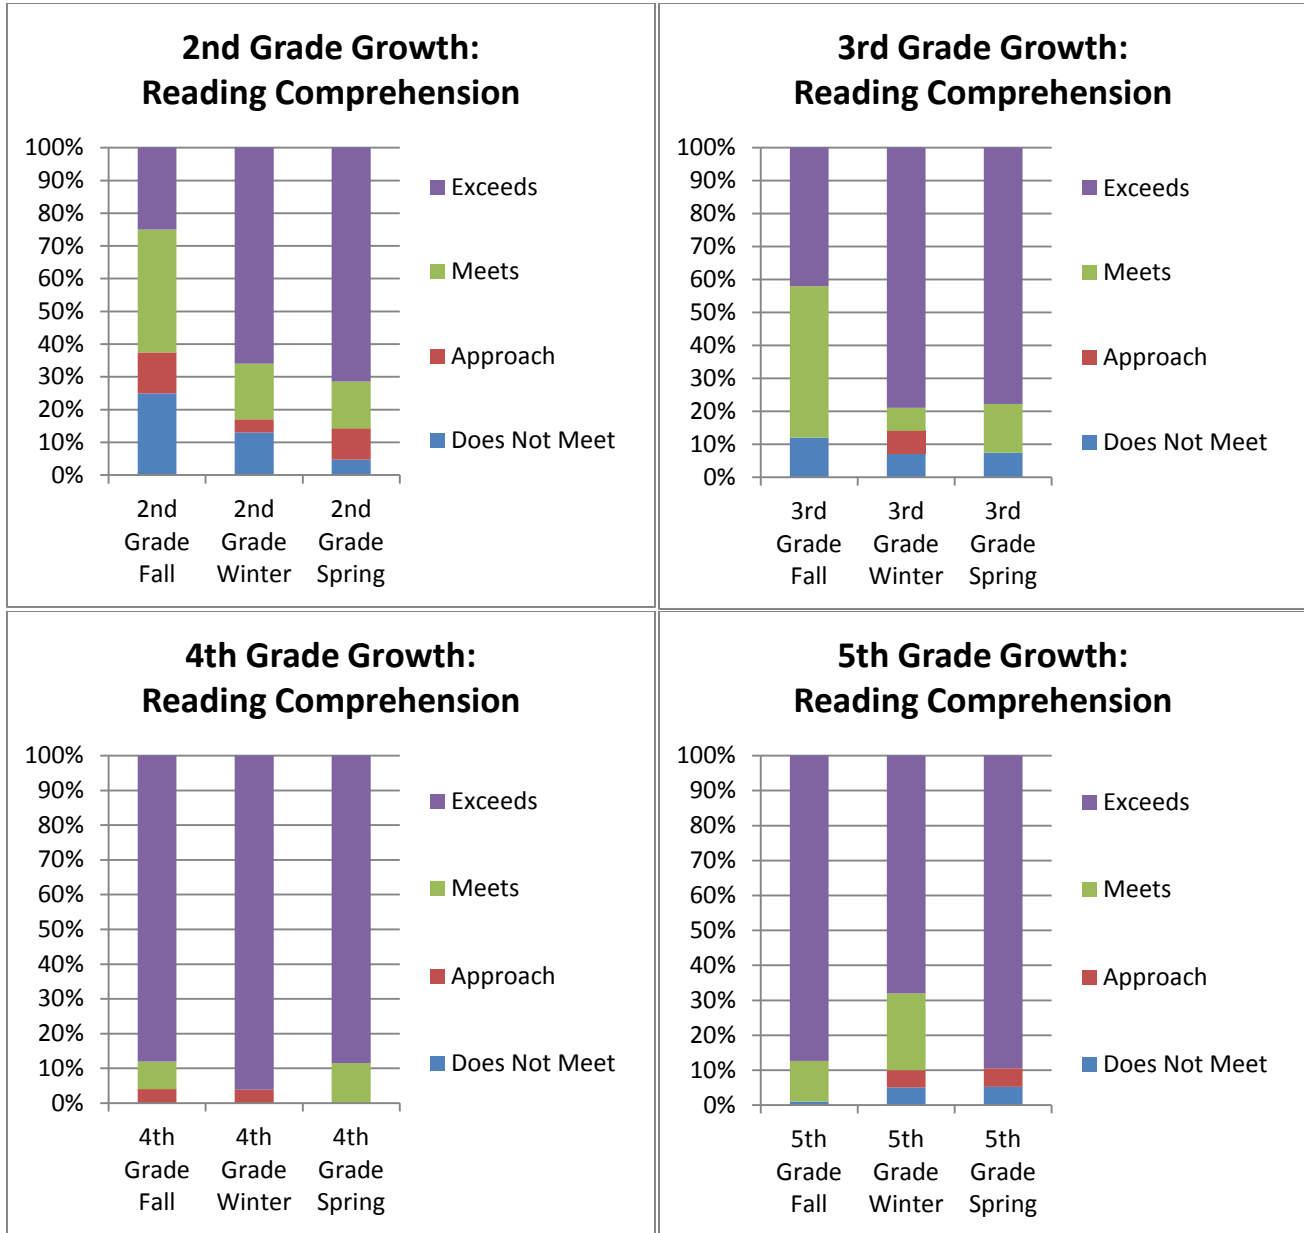 2nd Grade Growth:
Reading Comprehension
100%
90%
80%
70%
60%
50%
40%
30%
20%
10%
0%
Exceeds
Meets
Approach
Does Not Meet
2nd Grade Fall
2nd Grade Winter
2nd Grade Spring
3rd Grade Growth:
Reading Comprehension
100%
90%
80%
70%
60%
50%
40%
30%
20%
10%
0%
Exceeds
Meets
Approach
Does Not Meet
3rd Grade Fall
3rd Grade Winter
3rd Grade Spring
4th Grade Growth:
Reading Comprehension
100%
90%
80%
70%
60%
50%
40%
30%
20%
10%
0%
Exceeds
Meets
Approach
Does Not Meet
4th Grade Fall
4th Grade Winter
4th Grade Spring
5th Grade Growth:
Reading Comprehension
100%
90%
80%
70%
60%
50%
40%
30%
20%
10%
0%
Exceeds
Meets
Approach
Does Not Meet
5th Grade Fall
5th Grade Winter
5th Grade Spring